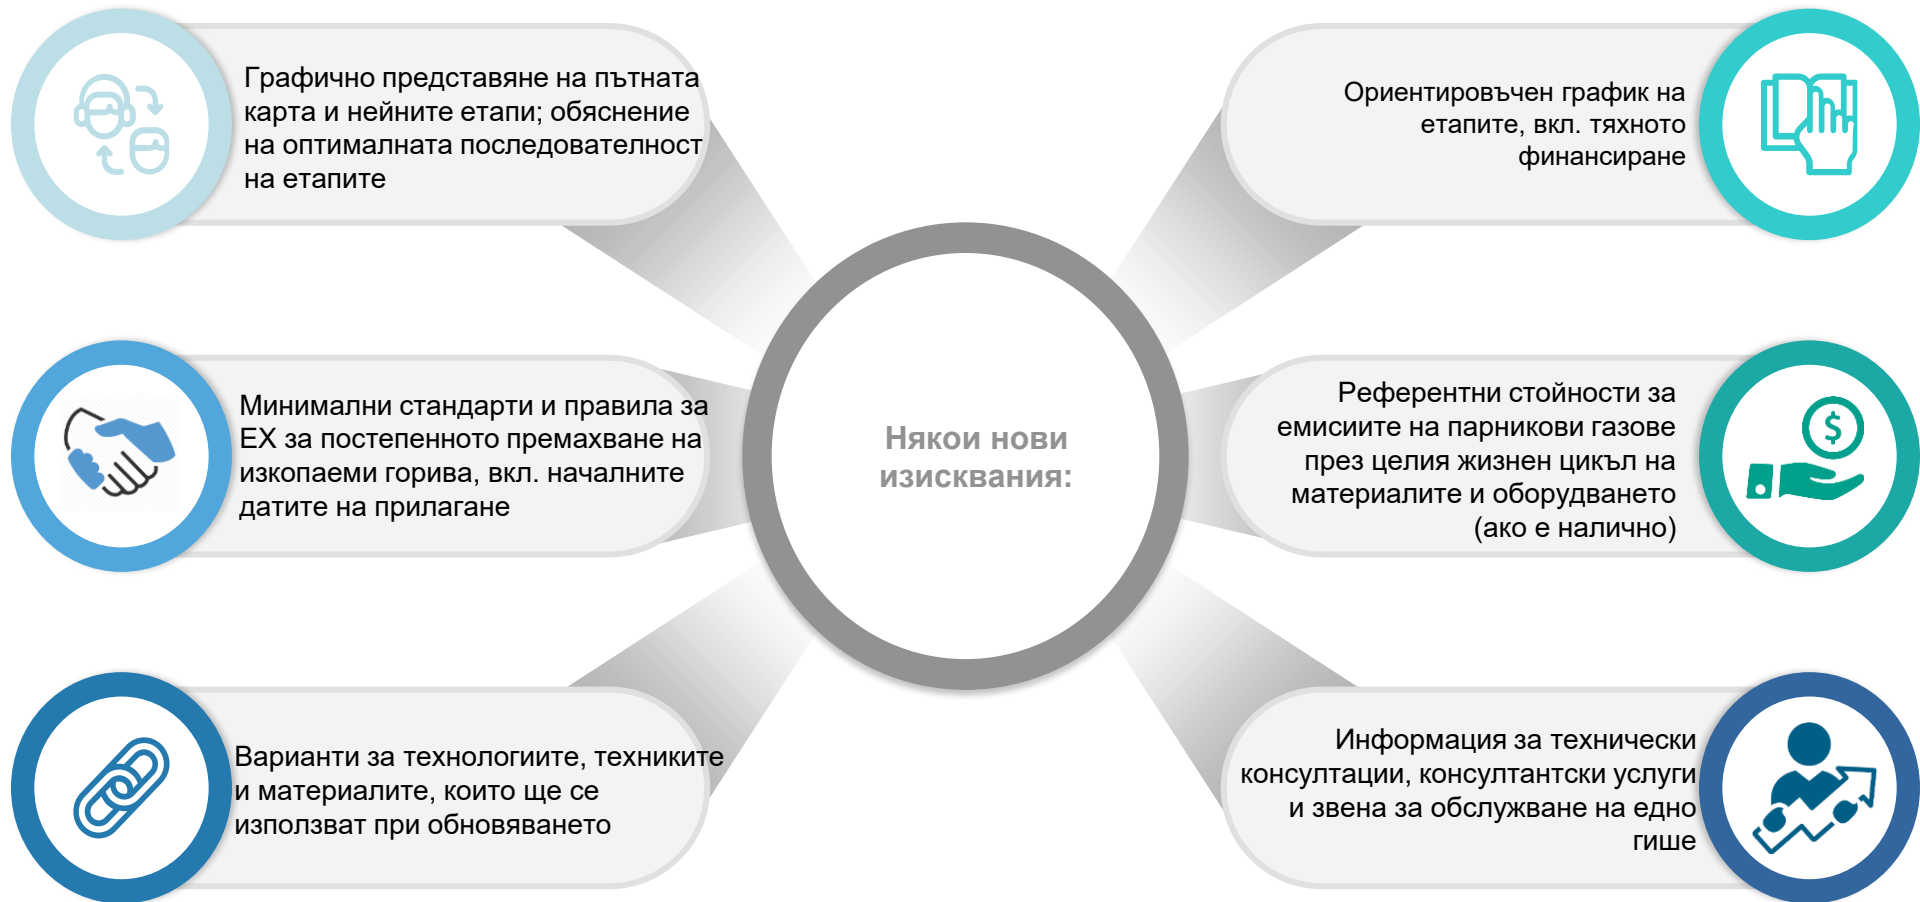 Графично представяне на пътната
карта и нейните етапи; обяснение
на оптималната последователност
на етапите
Минимални стандарти и правила за
ЕХ за постепенното премахване на
изкопаеми горива, вкл. началните
датите на прилагане
Варианти за технологиите, техниките
и материалите, които ще се
използват при обновяването
Някои нови
изисквания:
Ориентировъчен график на
етапите, вкл. тяхното
финансиране
Референтни стойности за
емисиите на парникови газове
през целия жизнен цикъл на
материалите и оборудването
(ако е налично)
Информация за технически
консултации, консултантски услуги
и звена за обслужване на едно
гише
$